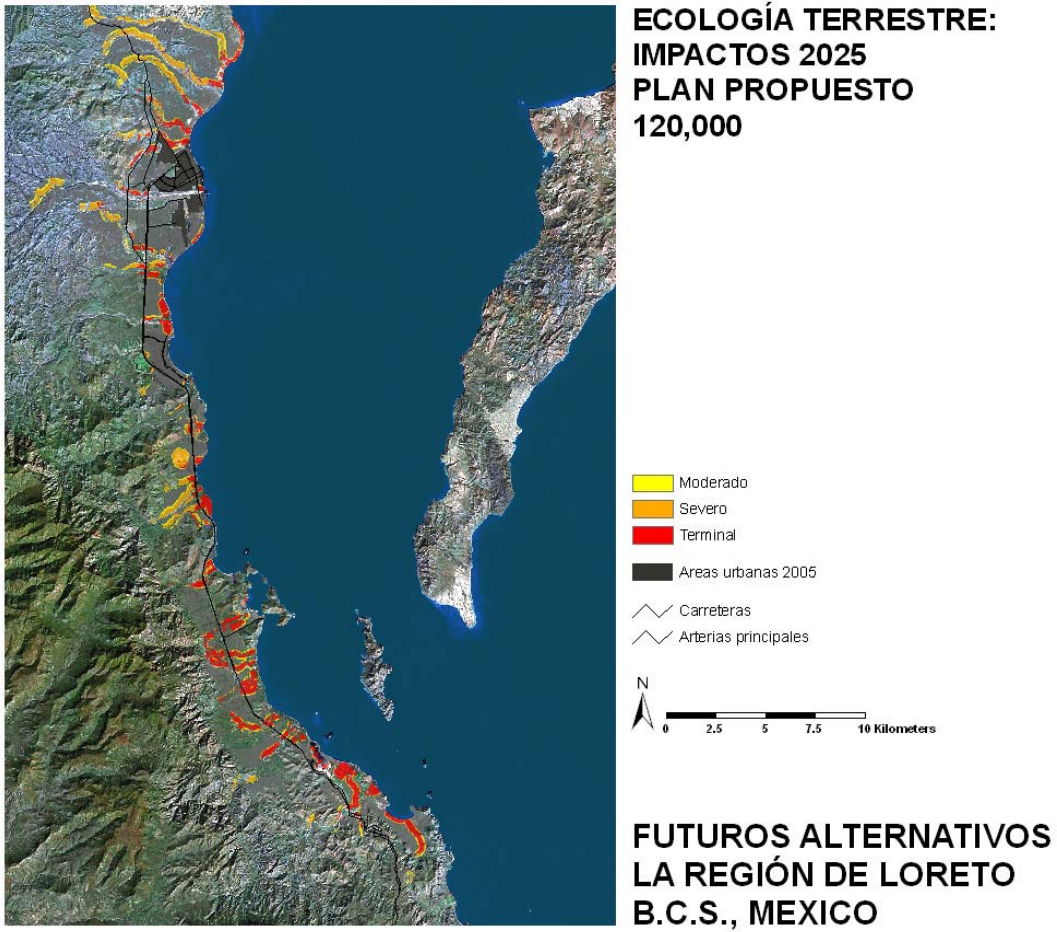 ECOLOGÍA TERRESTRE:
IMPACTOS 2025
PLAN PROPUESTO
120,000
Moderado
Severo
Terminal
Areas urbanas 2005
Carreteras
Arterias principales
N
0 2.5 5 7.5 10 Kilometers
FUTUROS ALTERNATIVOS
LA REGIÓN DE LORETO
B.C.S., MEXICO